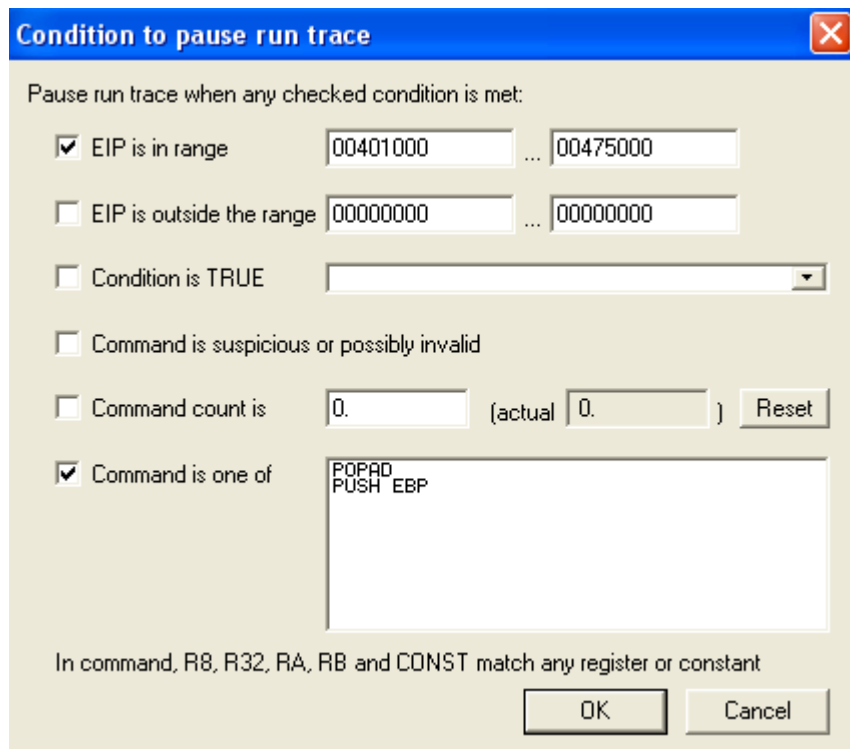 Condition to pause run trace
Pause run trace when any checked condition is met:
EIP is in range 00401000 ... 00475000
EIP is outside the range 00000000 ... 00000000
Condition is TRUE
Command is suspicious or possibly invalid
Command count is 0. (actual 0. ) Reset
Command is one of POPAD
PUSH EBP
In command, R8, R32, RA, RB and CONST match any register or constant
OK Cancel